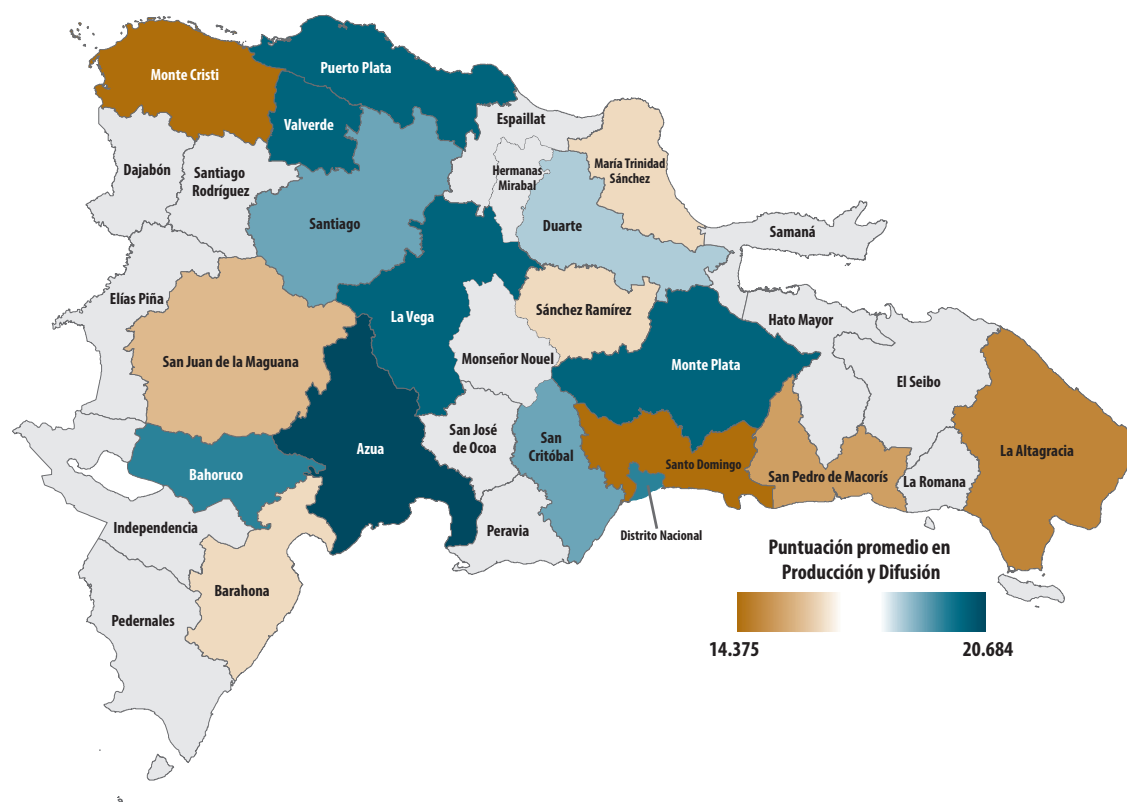 Monte Cristi
Puerto Plata
Valverde
Espaillat
Dajabón
Santiago
Rodríguez
Hermanas
Mirabal
María Trinidad
Sánchez
Santiago
Duarte
Samaná
Elías Piña
La Vega
Sánchez Ramírez
Hato Mayor
San Juan de la Maguana
Monseñor Nouel
Monte Plata
El Seibo
San José
de Ocoa
San
Critóbal
Azua
Santo Domingo
La Altagracia
Bahoruco
San Pedro de Macorís
La Romana
Independencia
Peravia
Distrito Nacional
Barahona
Pedernales
Puntuación promedio en
Producción y Difusión
14.375
20.684